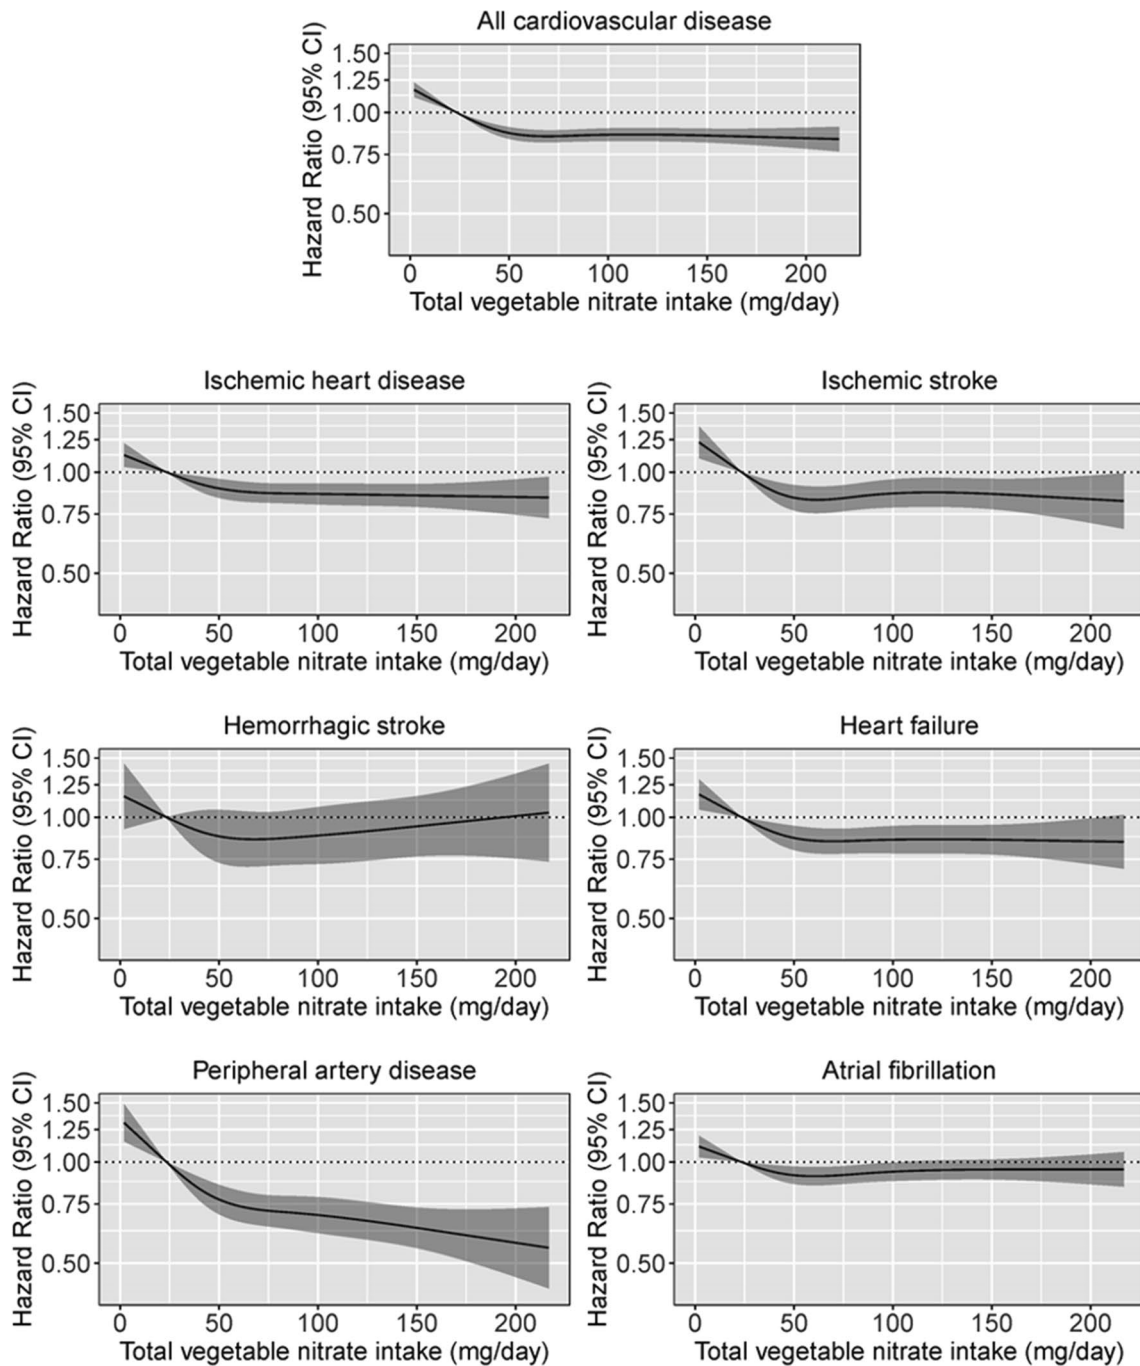 All cardiovascular disease
Hazard Ratio (95% CI)
1.50
1.25
1.00
0.75
0.50
0 50 100 150 200
Total vegetable nitrate intake (mg/day)
Ischemic heart disease
Hazard Ratio (95% CI)
1.50
1.25
1.00
0.75
0.50
0 50 100 150 200
Total vegetable nitrate intake (mg/day)
Ischemic stroke
Hazard Ratio (95% CI)
1.50
1.25
1.00
0.75
0.50
0 50 100 150 200
Total vegetable nitrate intake (mg/day)
Hemorrhagic stroke
Hazard Ratio (95% CI)
1.50
1.25
1.00
0.75
0.50
0 50 100 150 200
Total vegetable nitrate intake (mg/day)
Heart failure
Hazard Ratio (95% CI)
1.50
1.25
1.00
0.75
0.50
0 50 100 150 200
Total vegetable nitrate intake (mg/day)
Peripheral artery disease
Hazard Ratio (95% CI)
1.50
1.25
1.00
0.75
0.50
0 50 100 150 200
Total vegetable nitrate intake (mg/day)
Atrial fibrillation
Hazard Ratio (95% CI)
1.50
1.25
1.00
0.75
0.50
0 50 100 150 200
Total vegetable nitrate intake (mg/day)